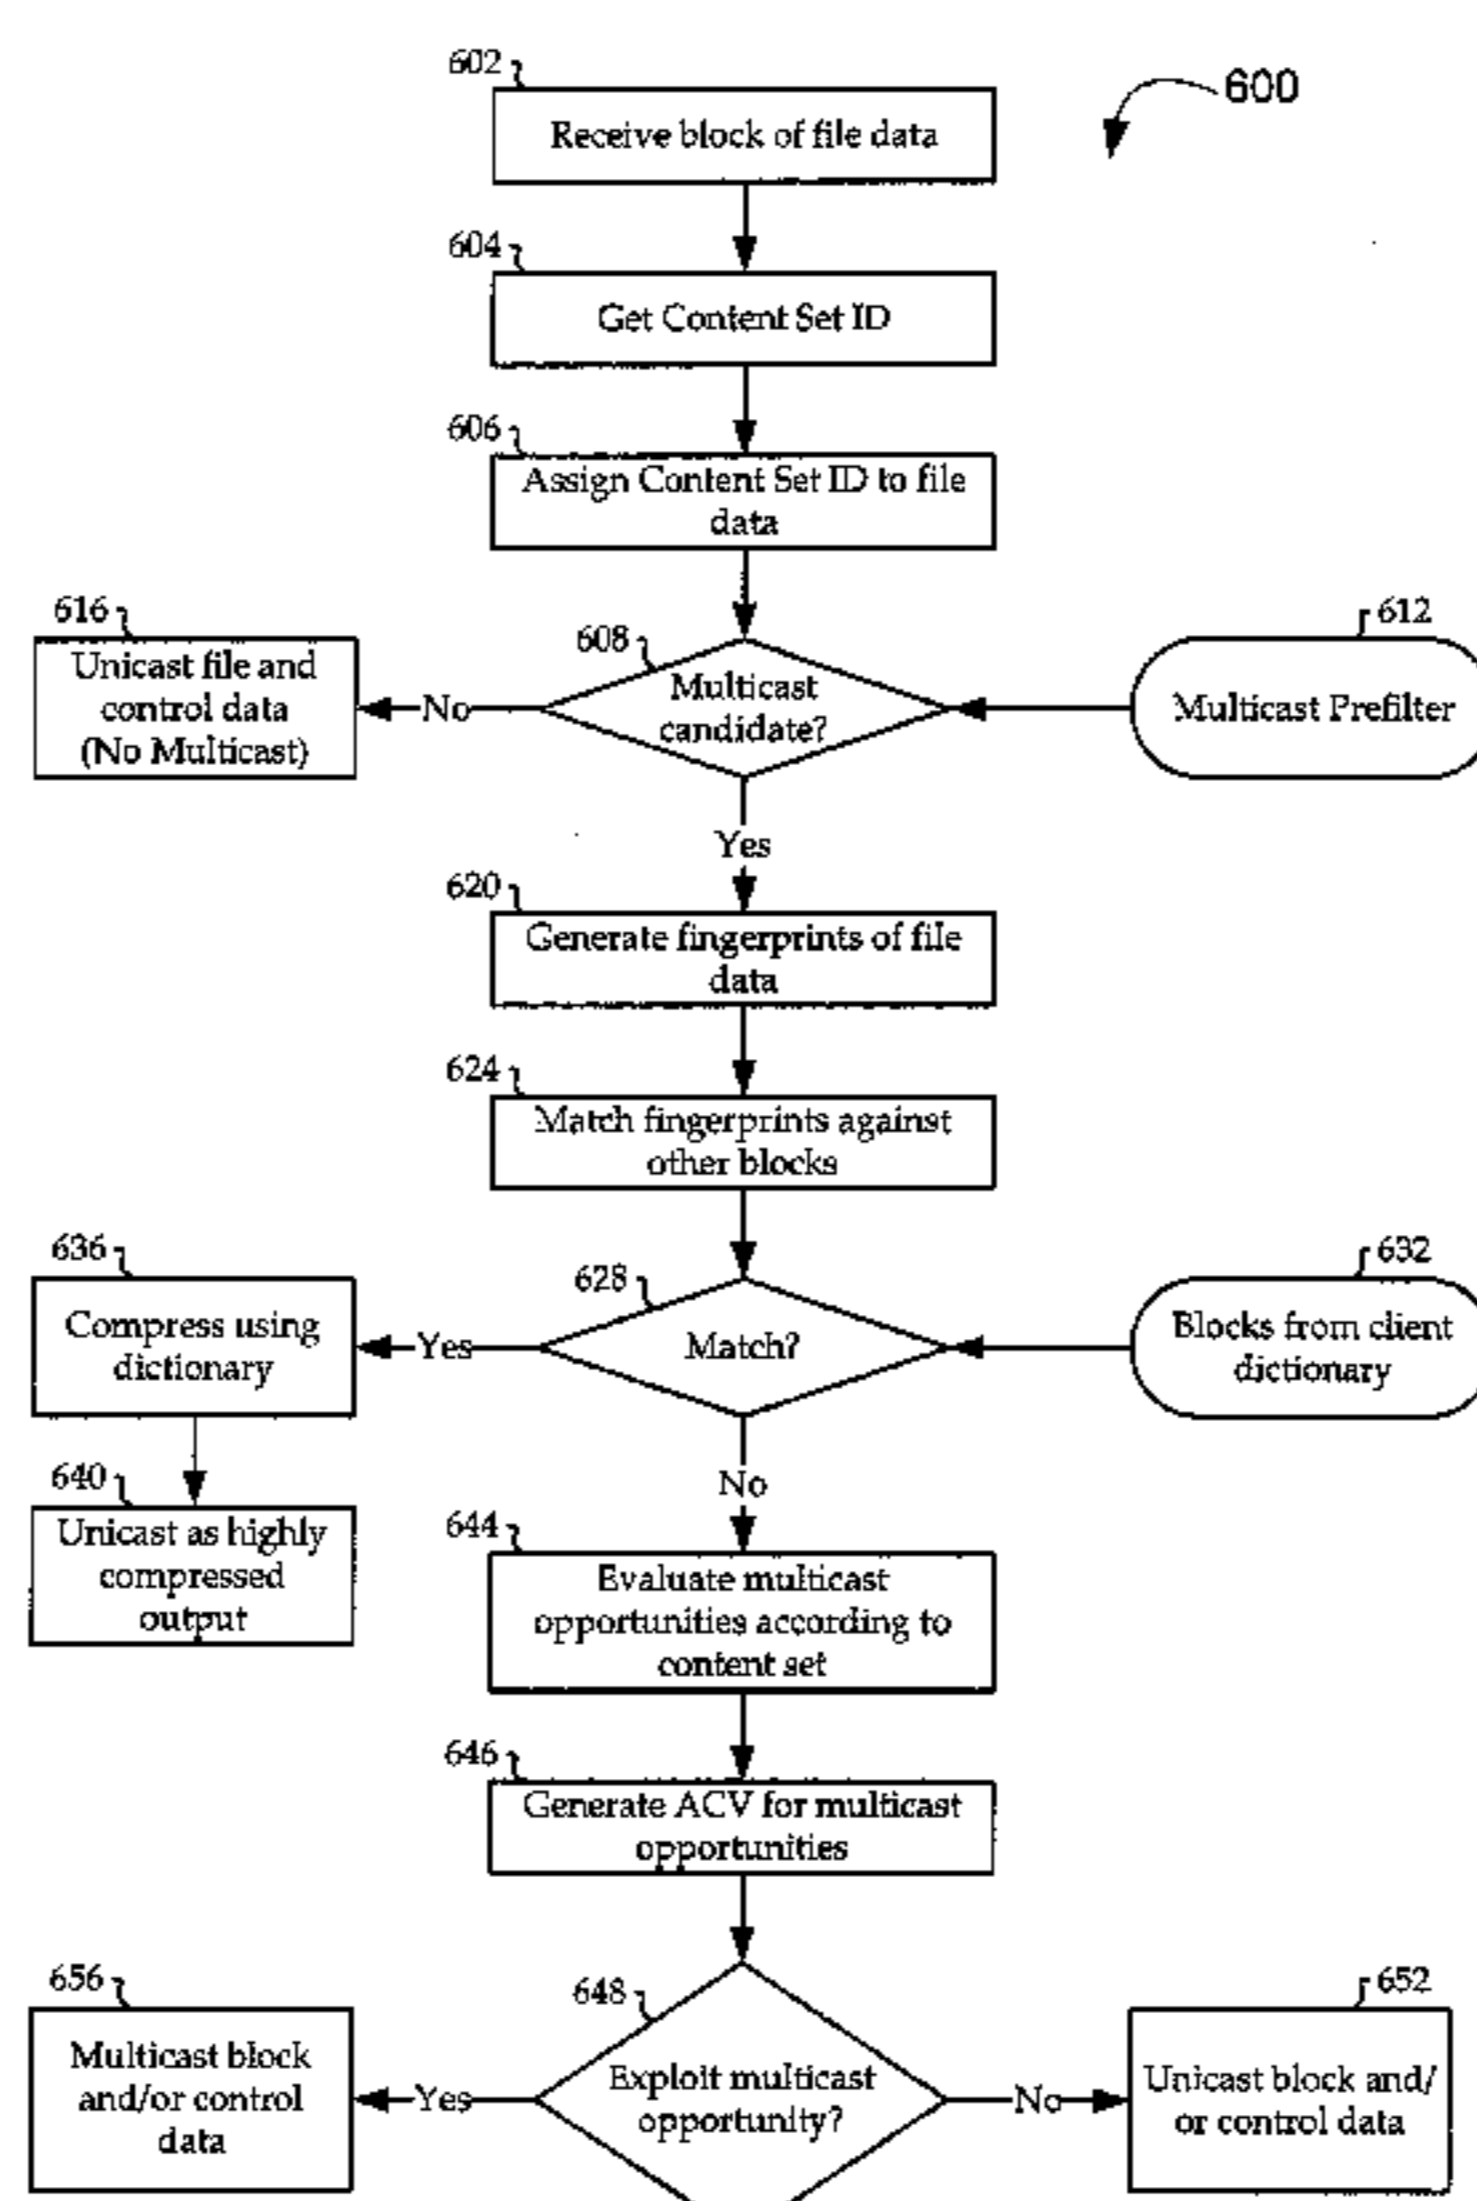 602
600
Receive block of file data
604
Get Content Set ID
606
Assign Content Set ID to file
data
616
608
612
Unicast file and
control data
(No Multicast)
No
Multicast
candidate?
Multicast Prefilter
Yes
620
Generate fingerprints of file
data
624
Match fingerprints against
other blocks
636
628
632
Compress using
dictionary
Yes
Match?
Blocks from client
dictionary
640
No
Unicast as highly
compressed
output
644
Evaluate multicast
opportunities according to
content set
646
Generate ACV for multicast
opportunities
656
648
652
Multicast block
and/or control
data
Yes
Exploit multicast
opportunity?
No
Unicast block and/
or control data